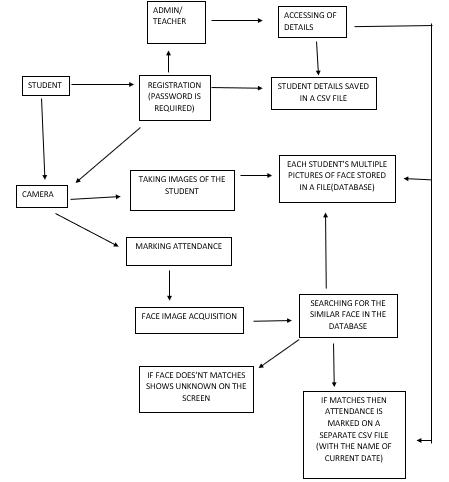 ADMIN/
TEACHER
ACCESSING OF
DETAILS
STUDENT
REGISTRATION
(PASSWORD IS
REQUIRED)
STUDENT DETAILS SAVED
IN A CSV FILE
CAMERA
TAKING IMAGES OF THE
STUDENT
EACH STUDENT'S MULTIPLE
PICTURES OF FACE STORED
IN A FILE(DATABASE)
MARKING ATTENDANCE
FACE IMAGE ACQUISITION
SEARCHING FOR THE
SIMILAR FACE IN THE
DATABASE
IF FACE DOES'NT MATCHES
SHOWS UNKNOWN ON THE
SCREEN
IF MATCHES THEN
ATTENDANCE IS
MARKED ON A
SEPARATE CSV FILE
(WITH THE NAME OF
CURRENT DATE)